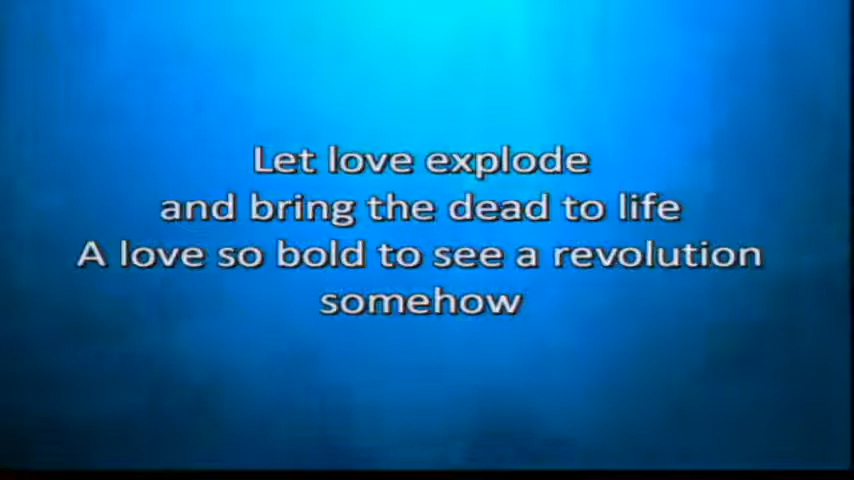 Let love explode
and bring the dead to life
A love so bold to see a revolution
somehow